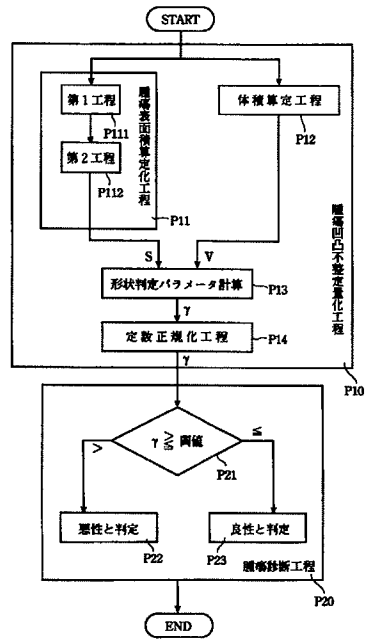 START
第1工程
P111
第2工程
P112
腫瘍表面積算定化工程
P11
体積算定工程
P12
腫瘍凹凸不整定量化工程
S
V
形状判定パラメータ計算
P13
γ
定数正規化工程
P14
γ
P10
γ ≷ 閾値
P21
>
≦
悪性と判定
P22
良性と判定
P23
腫瘍診断工程
P20
END